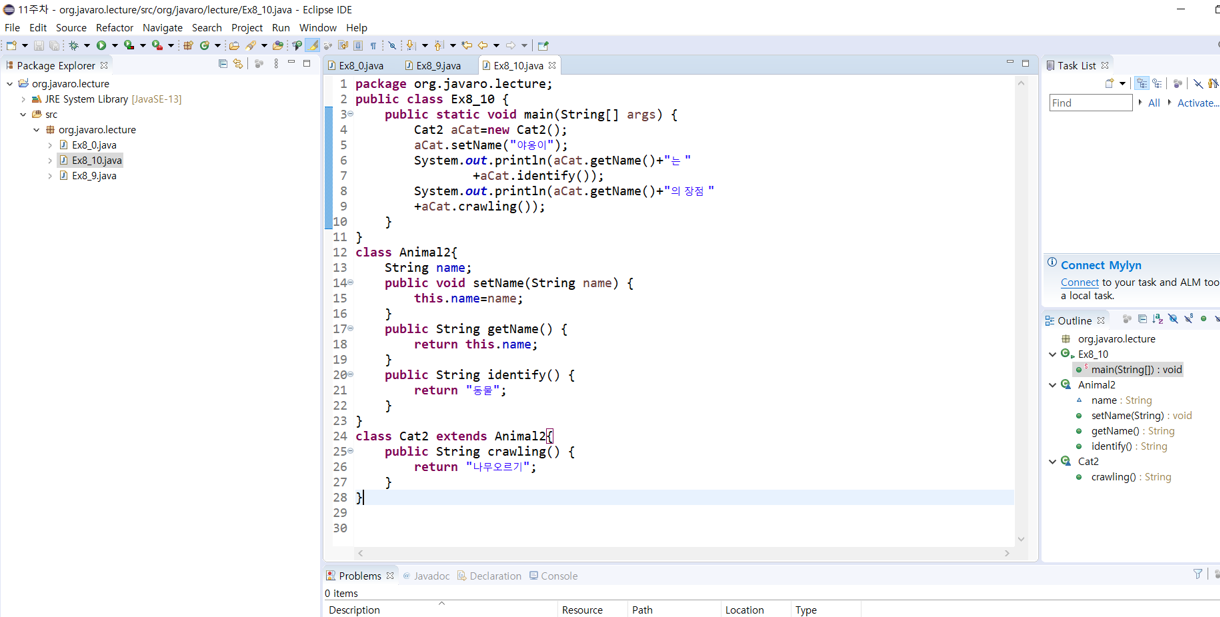 11주차 - org.javaro.lecture/src/org/javaro/lecture/Ex8_10.java - Eclipse IDE
File Edit Source Refactor Navigate Search Project Run Window Help
Package Explorer
org.javaro.lecture
JRE System Library [JavaSE-13]
src
org.javaro.lecture
Ex8_0.java
Ex8_10.java
Ex8_9.java
Ex8_0.java Ex8_9.java Ex8_10.java
1 package org.javaro.lecture;
2 public class Ex8_10 {
3 public static void main(String[] args) {
4 Cat2 aCat=new Cat2();
5 aCat.setName("야옹이");
6 System.out.println(aCat.getName()+"는 "
7 +aCat.identify());
8 System.out.println(aCat.getName()+"의 장점 "
9 +aCat.crawling());
10 }
11 }
12 class Animal2{
13 String name;
14 public void setName(String name) {
15 this.name=name;
16 }
17 public String getName() {
18 return this.name;
19 }
20 public String identify() {
21 return "동물";
22 }
23 }
24 class Cat2 extends Animal2{
25 public String crawling() {
26 return "나무오르기";
27 }
28 }
29
30
Task List
Find All Activate...
Connect Mylyn
Connect to your task and ALM too
a local task.
Outline
org.javaro.lecture
Ex8_10
main(String[]) : void
Animal2
name : String
setName(String) : void
getName() : String
identify() : String
Cat2
crawling() : String
Problems Javadoc Declaration Console
0 items
Description Resource Path Location Type